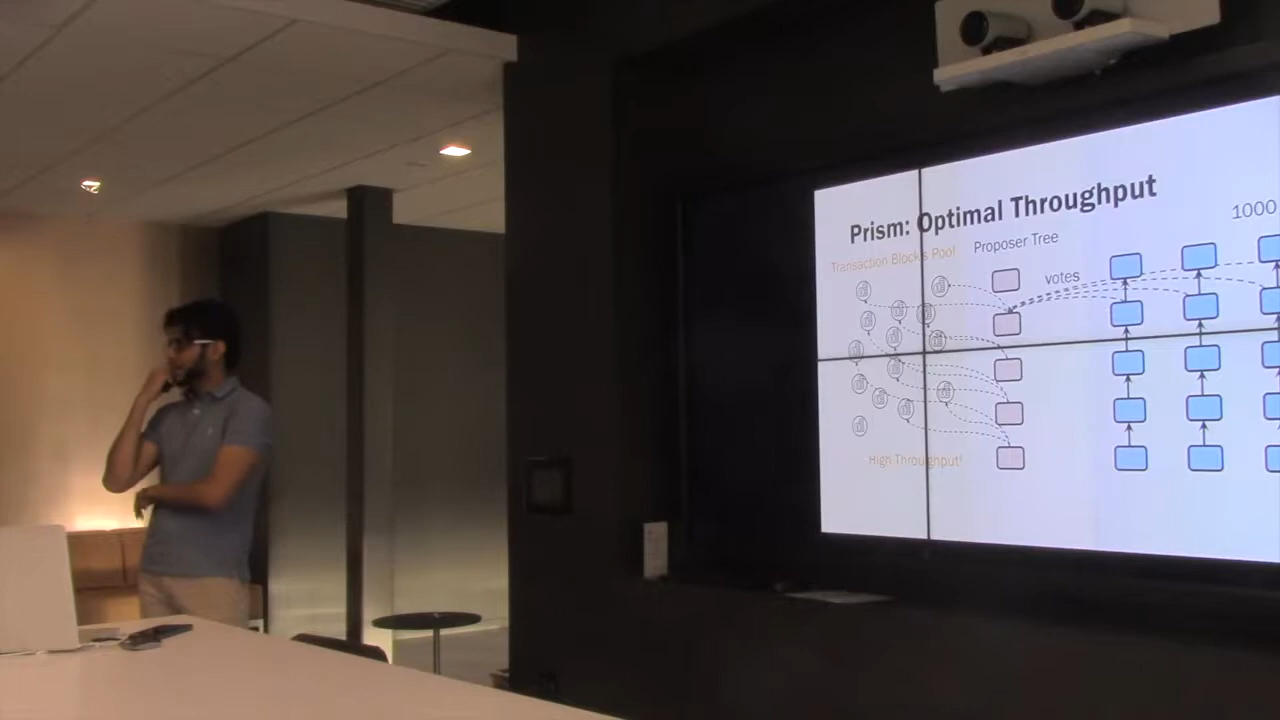 Prism: Optimal Throughput
1000
Transaction Blocks Pool
Proposer Tree
votes
High Throughput!